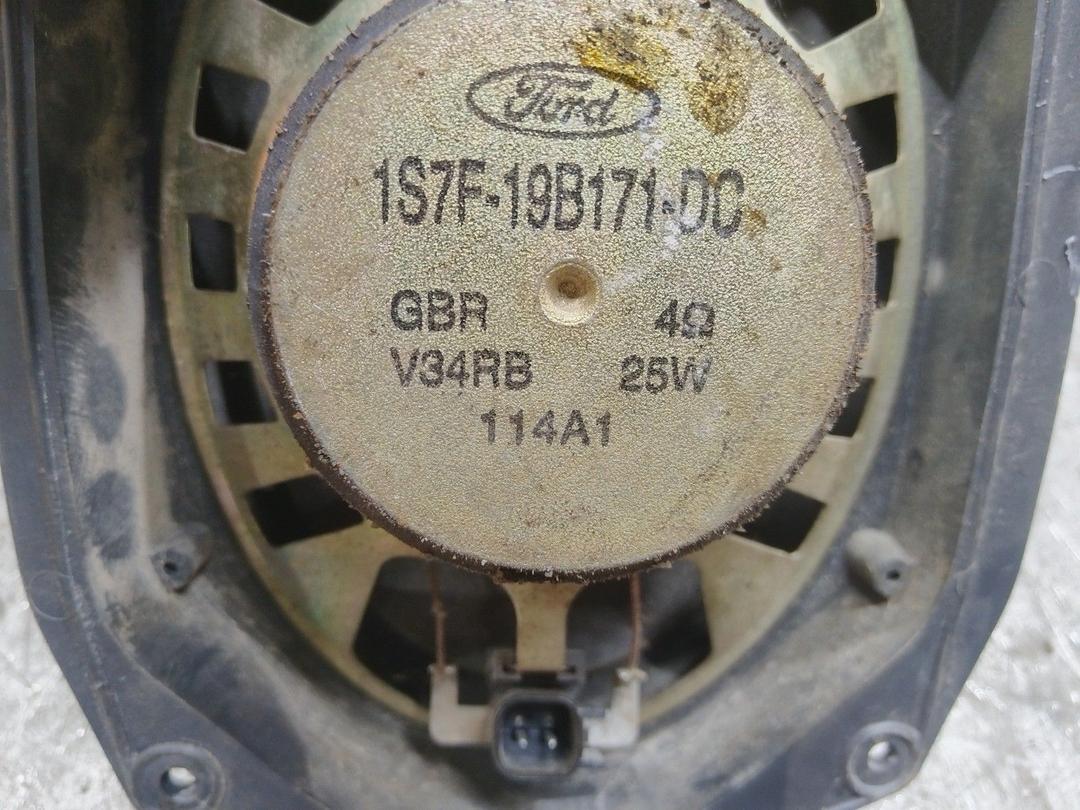 Ford
1S7F-19B171-DC
GBR 4Ω
V34RB 25W
114A1